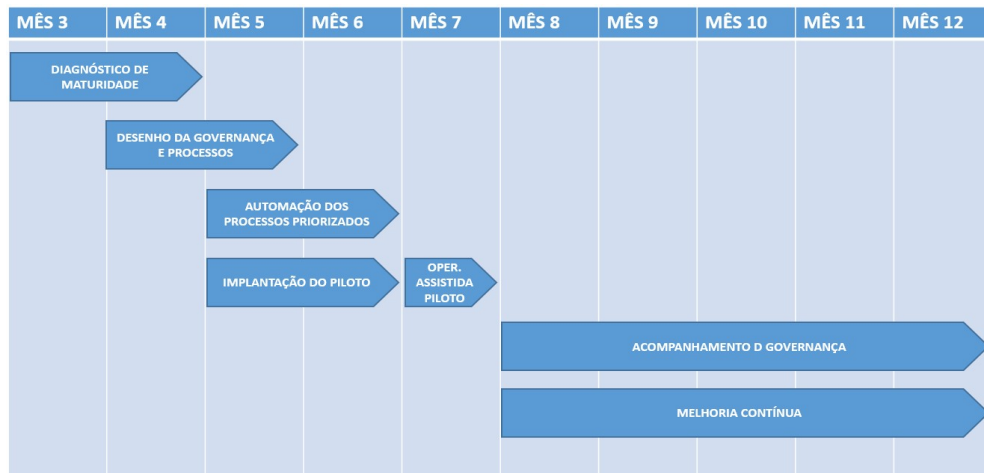 MÊS 3 MÊS 4 MÊS 5 MÊS 6 MÊS 7 MÊS 8 MÊS 9 MÊS 10 MÊS 11 MÊS 12
DIAGNÓSTICO DE
MATURIDADE
DESENHO DA GOVERNANÇA
E PROCESSOS
AUTOMAÇÃO DOS
PROCESSOS PRIORIZADOS
IMPLANTAÇÃO DO PILOTO
OPER.
ASSISTIDA
PILOTO
ACOMPANHAMENTO D GOVERNANÇA
MELHORIA CONTÍNUA